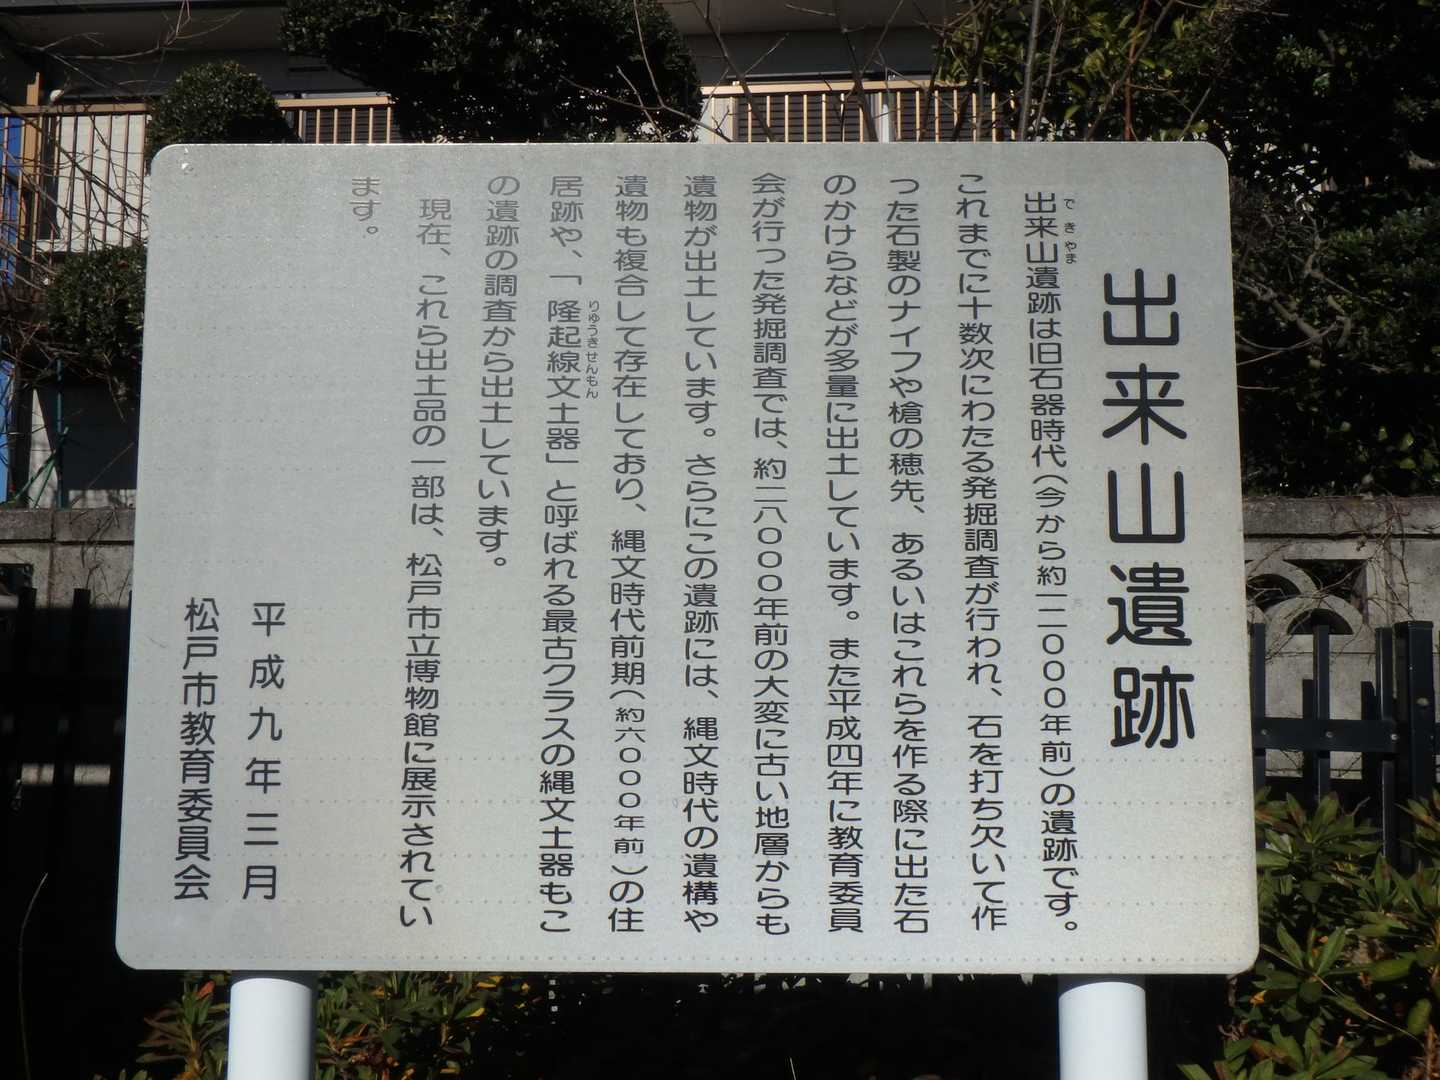 出来山遺跡
できやま
出来山遺跡は旧石器時代(今から約一二〇〇〇年前)の遺跡です。
これまでに十数次にわたる発掘調査が行われ、石を打ち欠いて作
った石製のナイフや槍の穂先、あるいはこれらを作る際に出た石
のかけらなどが多量に出土しています。また平成四年に教育委員
会が行った発掘調査では、約二八〇〇〇年前の大変に古い地層からも
遺物が出土しています。さらにこの遺跡には、縄文時代の遺構や
遺物も複合して存在しており、縄文時代前期(約六〇〇〇年前)の住
りゅうきせんもん
居跡や、「隆起線文土器」と呼ばれる最古クラスの縄文土器もこ
の遺跡の調査から出土しています。
現在、これら出土品の一部は、松戸市立博物館に展示されてい
ます。
平成九年三月
松戸市教育委員会